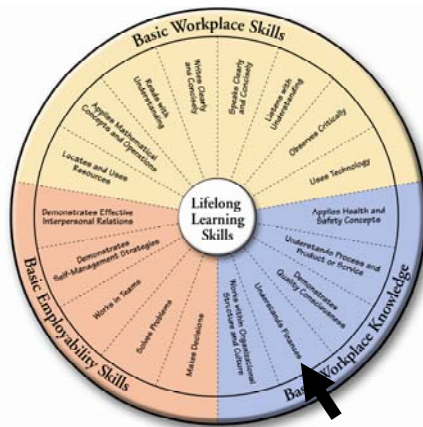 Basic Workplace Skills
Locates and Uses
Resources
Applies Mathematical
Concepts and Operations
Reads with
Understanding
Writes Clearly
and Concisely
Speaks Clearly
and Concisely
Listens with
Understanding
Observes Critically
Uses Technology
Lifelong
Learning
Skills
Applies Health and
Safety Concepts
Understands Process and
Product or Service
Demonstrates
Quality Consciousness
Understands Finances
Works within Organizational
Structure and Culture
Basic Workplace Knowledge
Makes Decisions
Solves Problems
Works in Teams
Demonstrates
Self-Management Strategies
Demonstrates Effective
Interpersonal Relations
Basic Employability Skills